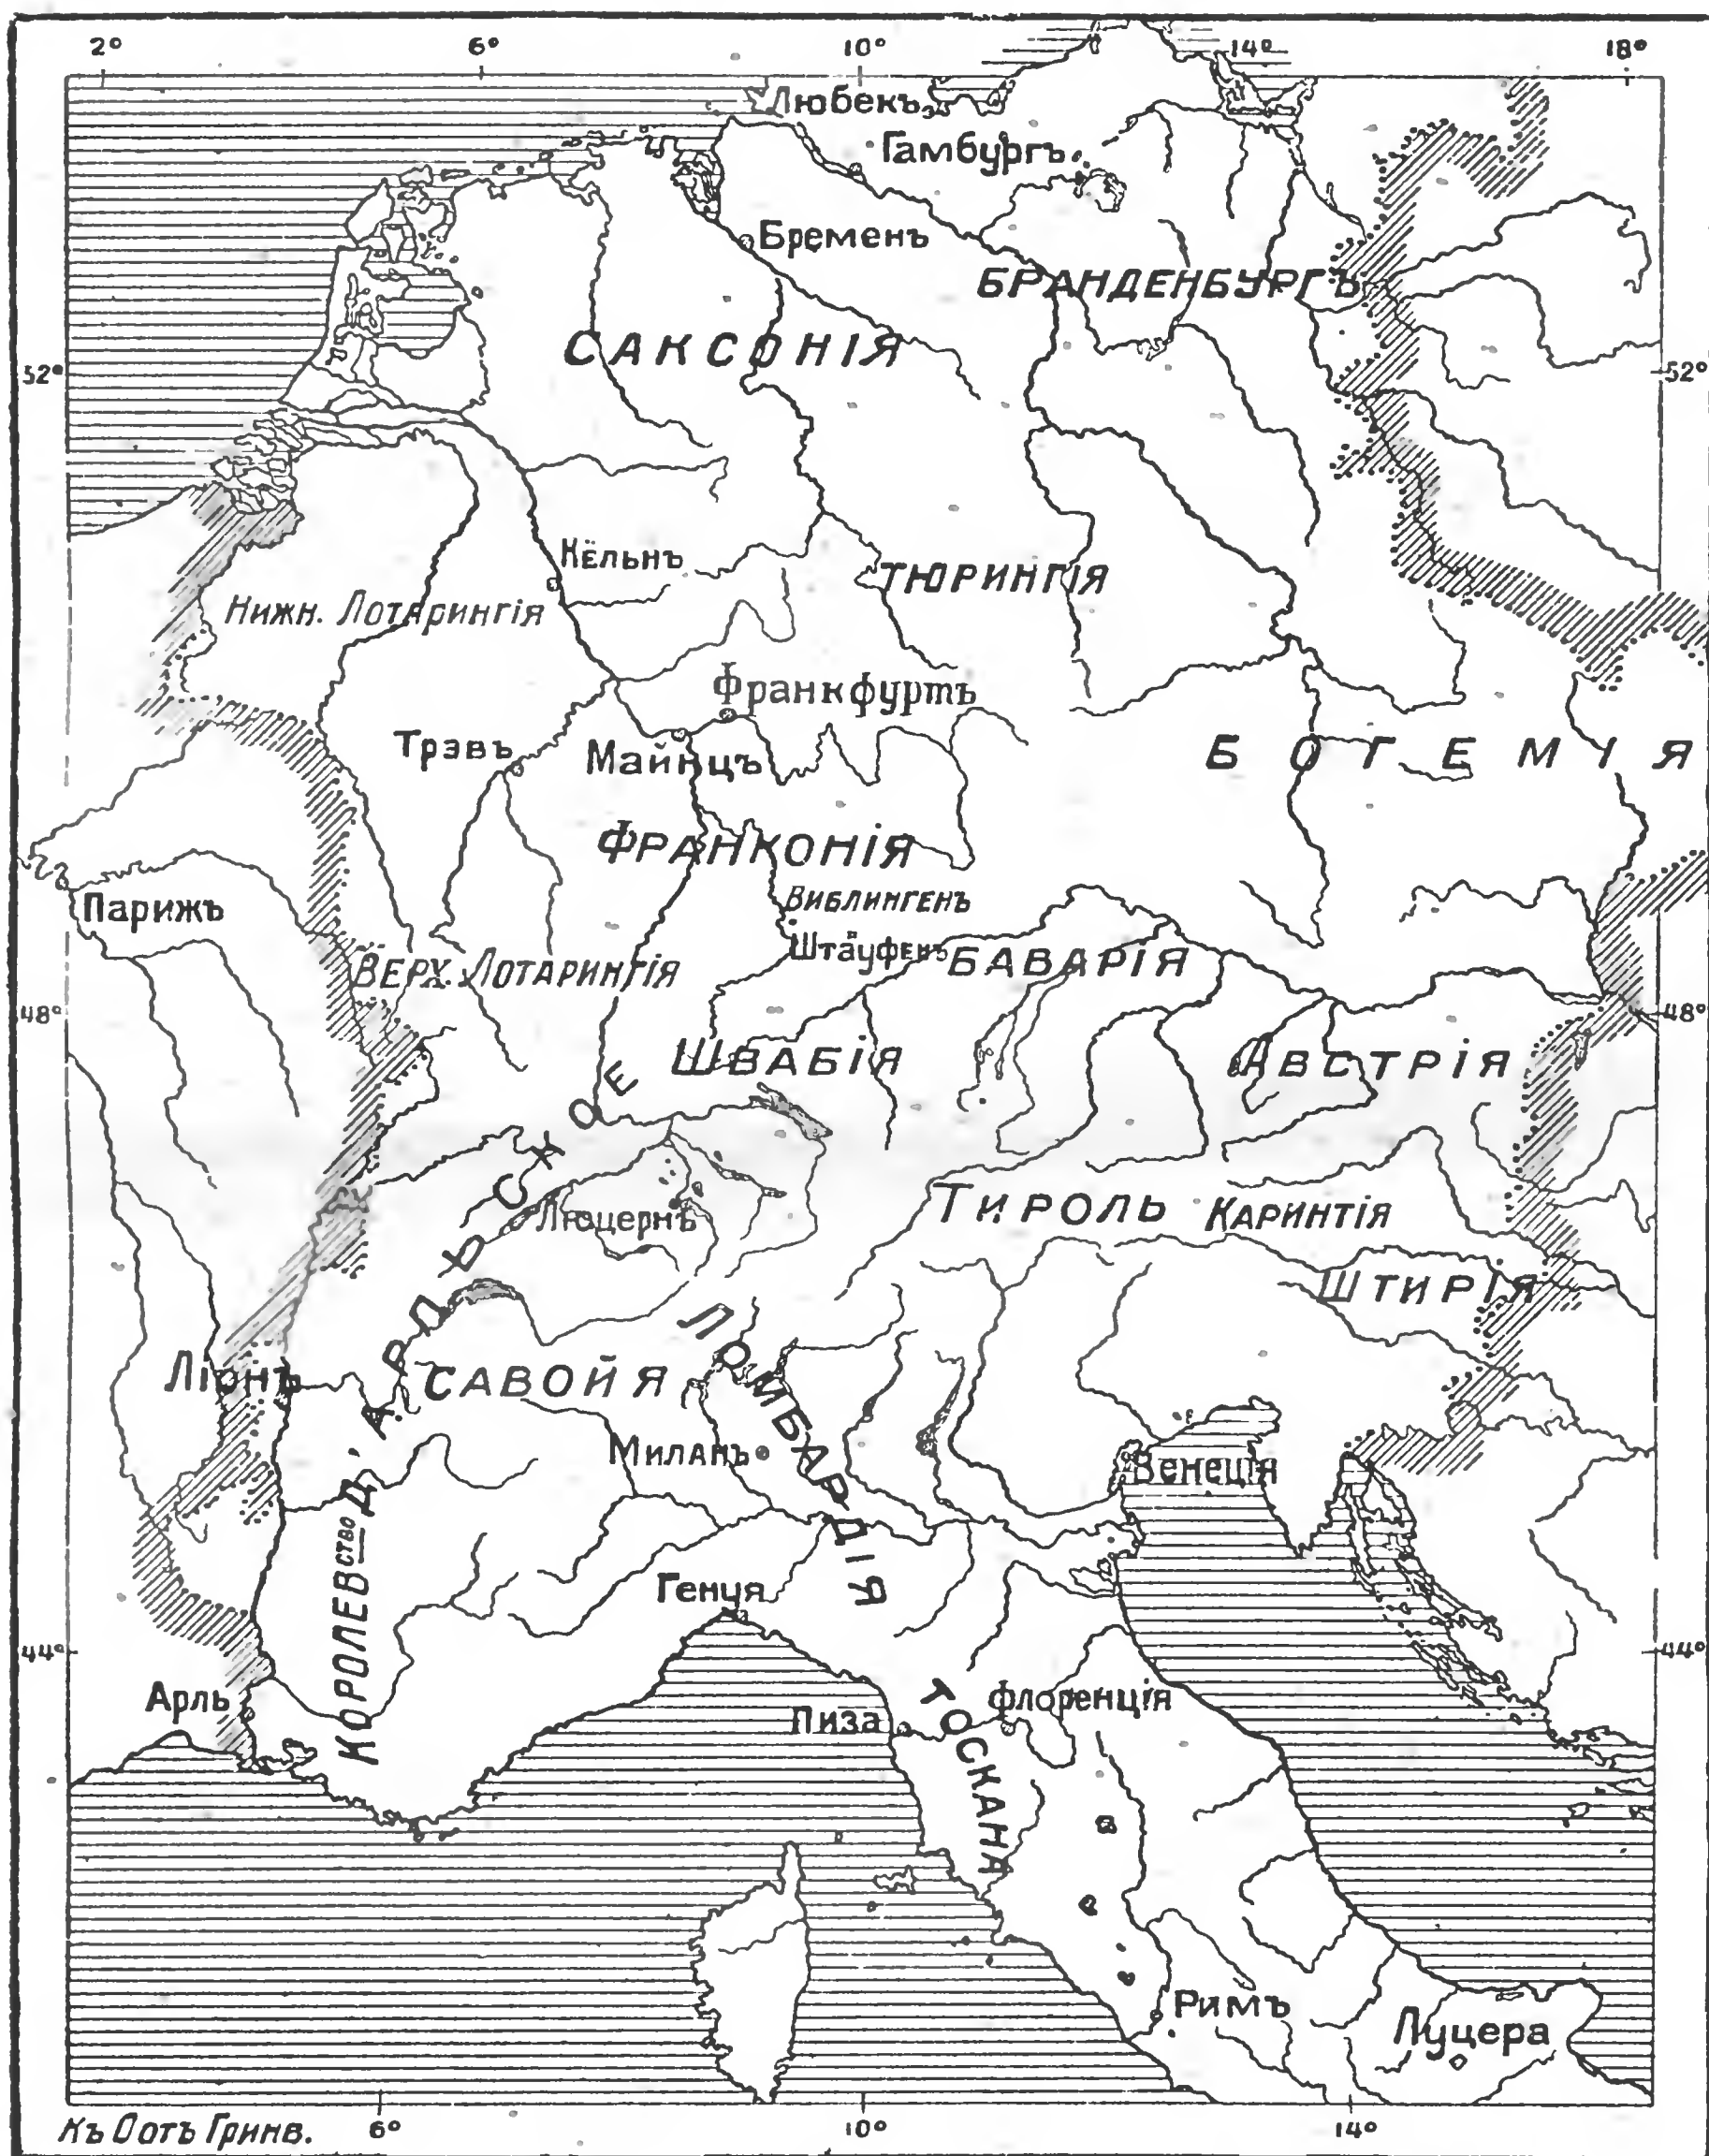 2° 6° 10° 14° 18°
Любекъ
Гамбургъ
Бременъ
БРАНДЕНБУРГЪ
САКСОНІЯ
52° 52°
Кёльнъ
ТЮРИНГІЯ
Нижн. Лотарингія
Франкфуртъ
Трэвъ
Майнцъ
БОГЕМІЯ
ФРАНКОНІЯ
Виблингенъ
Парижъ
Штауфенъ
БАВАРІЯ
ВЕРХ. ЛОТАРИНГІЯ
48° 48°
ШВАБІЯ
АВСТРІЯ
Люцернъ
ТИРОЛЬ
КАРИНТІЯ
ШТИРІЯ
Ліонъ
САВОЙЯ
ЛОМБАРДІЯ
Миланъ
Венеція
КОРОЛЕВство Д'АРЛЬСКОЕ
Генуя
44° 44°
Арль
Пиза
Флоренція
ТОСКАНА
Римъ
Луцера
6° 10° 14°
Къ О отъ Гринв.